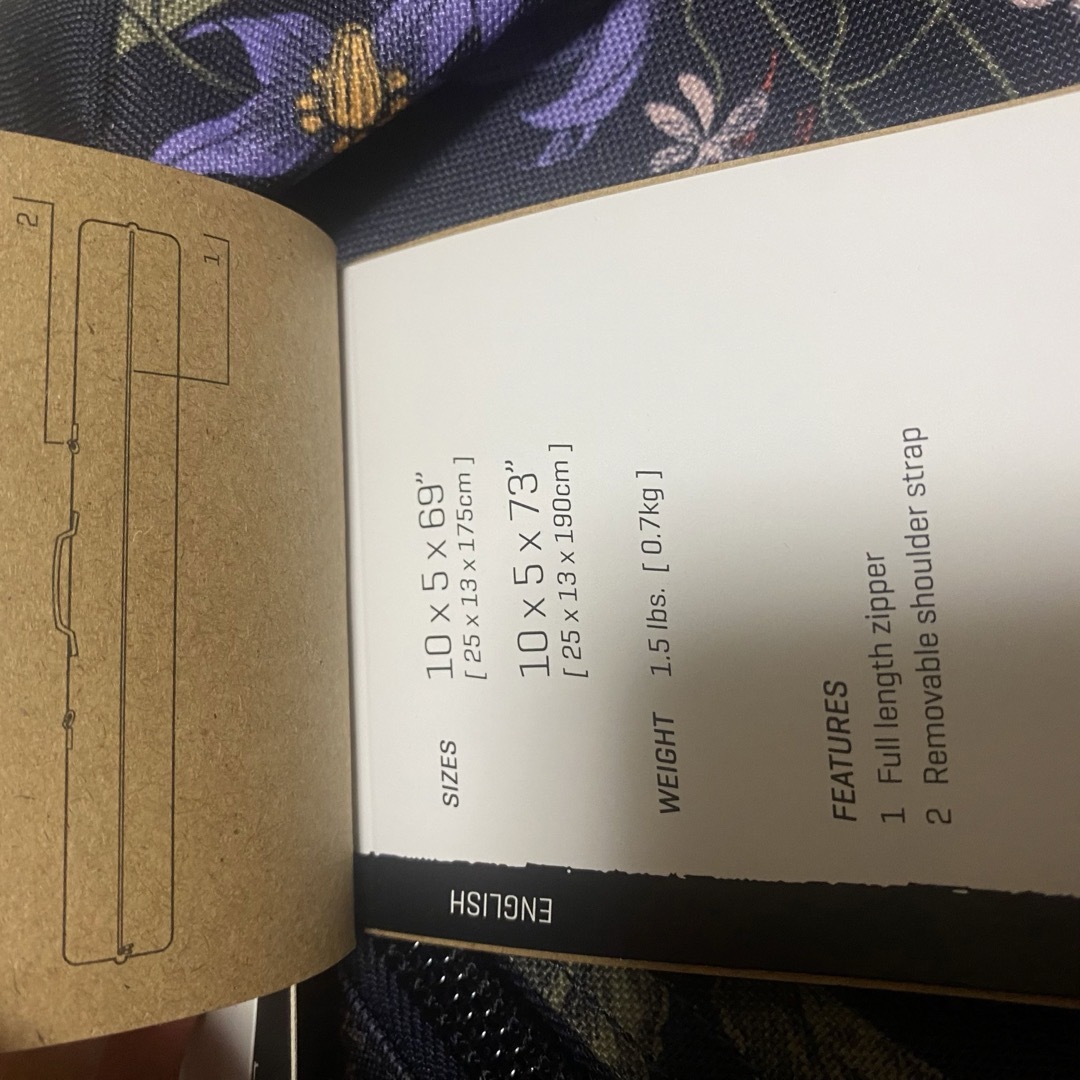 2
1
ENGLISH
SIZES 10 x 5 x 69"
[ 25 x 13 x 175cm ]
10 x 5 x 73"
[ 25 x 13 x 190cm ]
WEIGHT 1.5 lbs. [ 0.7kg ]
FEATURES
1 Full length zipper
2 Removable shoulder strap